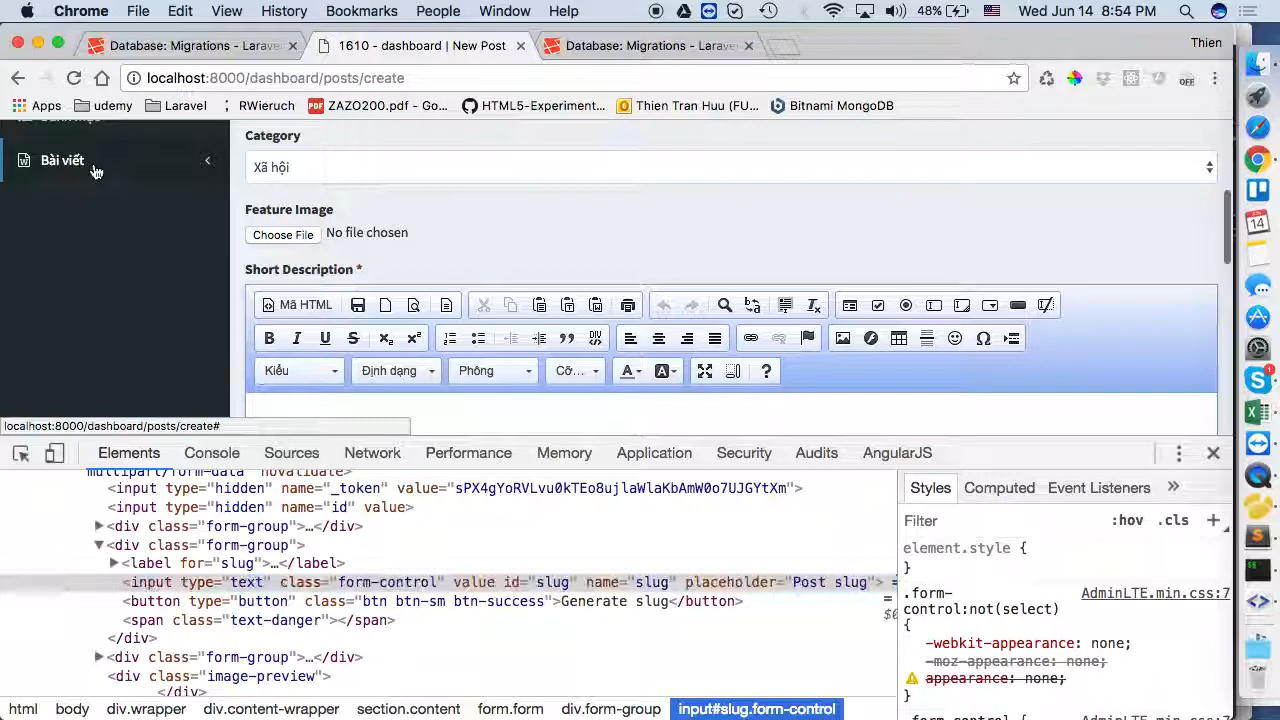 Chrome File Edit View History Bookmarks People Window Help 48% Wed Jun 14 8:54 PM
Database: Migrations - Larave
1610 - dashboard | New Post
Database: Migrations - Larave
Thien
localhost:8000/dashboard/posts/create
OFF
Apps udemy Laravel RWieruch ZAZO200.pdf - Go... HTML5-Experiment... Thien Tran Hub (FU... Bitnami MongoDB
Bài viết
Category
Xã hội
Feature Image
Choose File No file chosen
Short Description *
Mã HTML
Kiểu Định dạng Phông Cỡ...
localhost:8000/dashboard/posts/create#
Elements Console Sources Network Performance Memory Application Security Audits AngularJS
multipart/form-data" novalidate>
<input type="hidden" name="_token" value="sPX4gYoRVLvu0kTEo8ujlaWlaKbAmW0o7UJGYtXm">
<input type="hidden" name="id" value>
<div class="form-group">…</div>
<div class="form-group">
<label for="slug">…</label>
<input type="text" class="form-control" value id="slug" name="slug" placeholder="Post slug"> =
<button type="button" class="btn btn-sm btn-success">Generate slug</button>
<span class="text-danger"></span>
</div>
<div class="form-group">…</div>
<div class="image-preview">
</div>
html body div.wrapper div.content-wrapper section.content form.form div.form-group input#slug.form-control
Styles Computed Event Listeners »
Filter :hov .cls +
element.style {
}
.form-control:not(select) AdminLTE.min.css:7
{
-webkit-appearance: none;
-moz-appearance: none;
appearance: none;
}